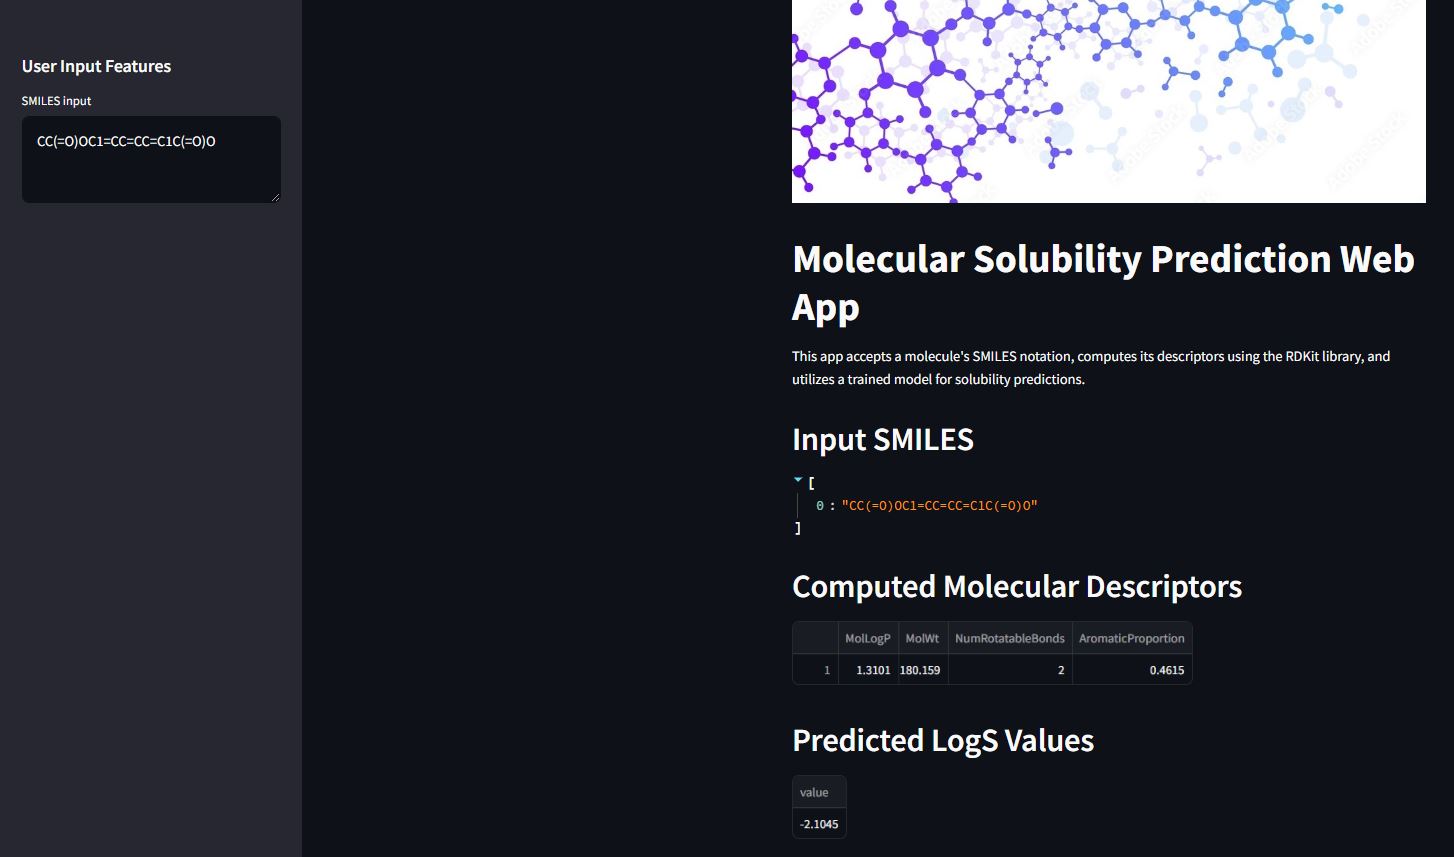 User Input Features
SMILES input
CC(=O)OC1=CC=CC=C1C(=O)O
Molecular Solubility Prediction Web
App
This app accepts a molecule's SMILES notation, computes its descriptors using the RDKit library, and
utilizes a trained model for solubility predictions.
Input SMILES
[
0 : "CC(=O)OC1=CC=CC=C1C(=O)O"
]
Computed Molecular Descriptors
MolLogP MolWt NumRotatableBonds AromaticProportion
1 1.3101 180.159 2 0.4615
Predicted LogS Values
value
-2.1045